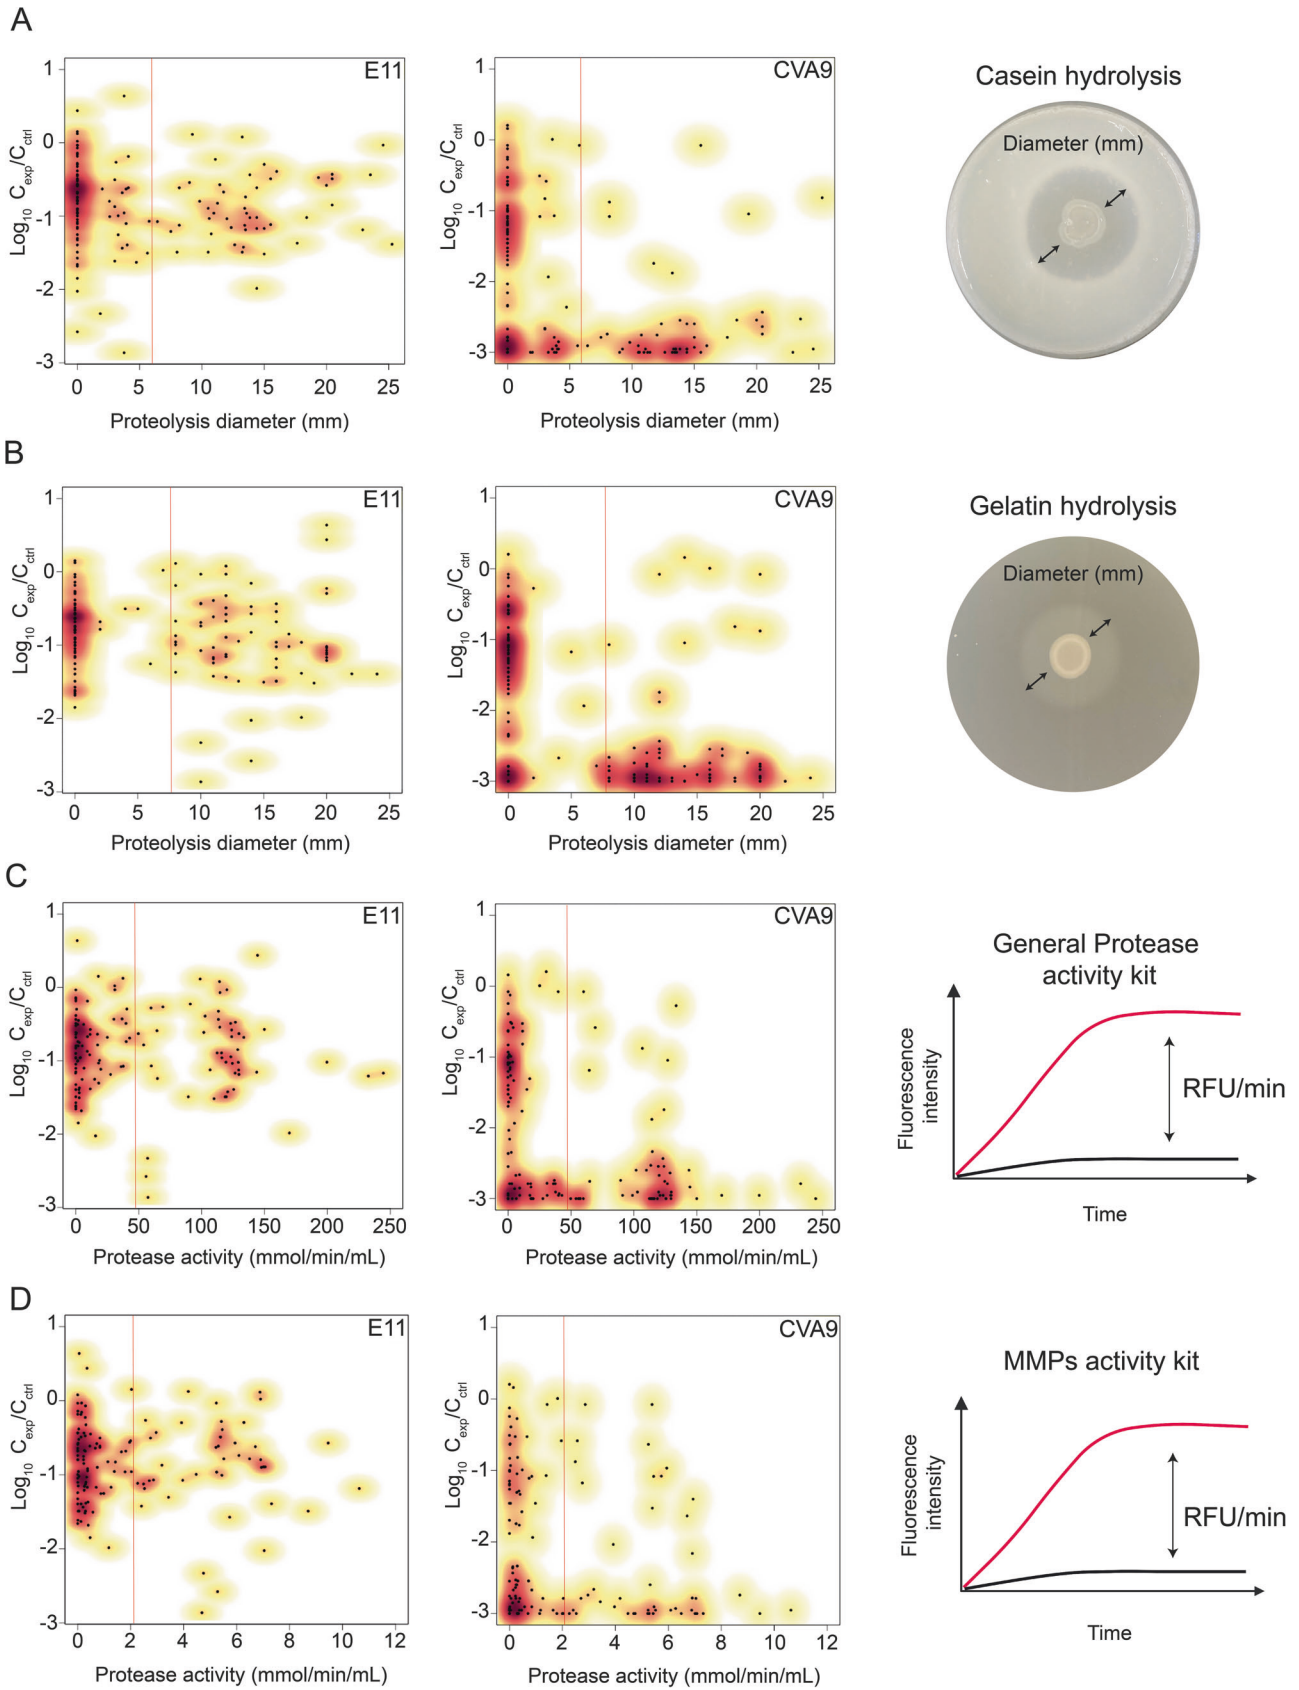 A
E11
CVA9
1
0
-1
-2
-3
Log10 Cexp/Cctrl
0 5 10 15 20 25
Proteolysis diameter (mm)
1
0
-1
-2
-3
Log10 Cexp/Cctrl
0 5 10 15 20 25
Proteolysis diameter (mm)
Casein hydrolysis
Diameter (mm)
B
E11
CVA9
1
0
-1
-2
-3
Log10 Cexp/Cctrl
0 5 10 15 20 25
Proteolysis diameter (mm)
1
0
-1
-2
-3
Log10 Cexp/Cctrl
0 5 10 15 20 25
Proteolysis diameter (mm)
Gelatin hydrolysis
Diameter (mm)
C
E11
CVA9
1
0
-1
-2
-3
Log10 Cexp/Cctrl
0 50 100 150 200 250
Protease activity (mmol/min/mL)
1
0
-1
-2
-3
Log10 Cexp/Cctrl
0 50 100 150 200 250
Protease activity (mmol/min/mL)
General Protease
activity kit
Fluorescence
intensity
RFU/min
Time
D
E11
CVA9
1
0
-1
-2
-3
Log10 Cexp/Cctrl
0 2 4 6 8 10 12
Protease activity (mmol/min/mL)
1
0
-1
-2
-3
Log10 Cexp/Cctrl
0 2 4 6 8 10 12
Protease activity (mmol/min/mL)
MMPs activity kit
Fluorescence
intensity
RFU/min
Time